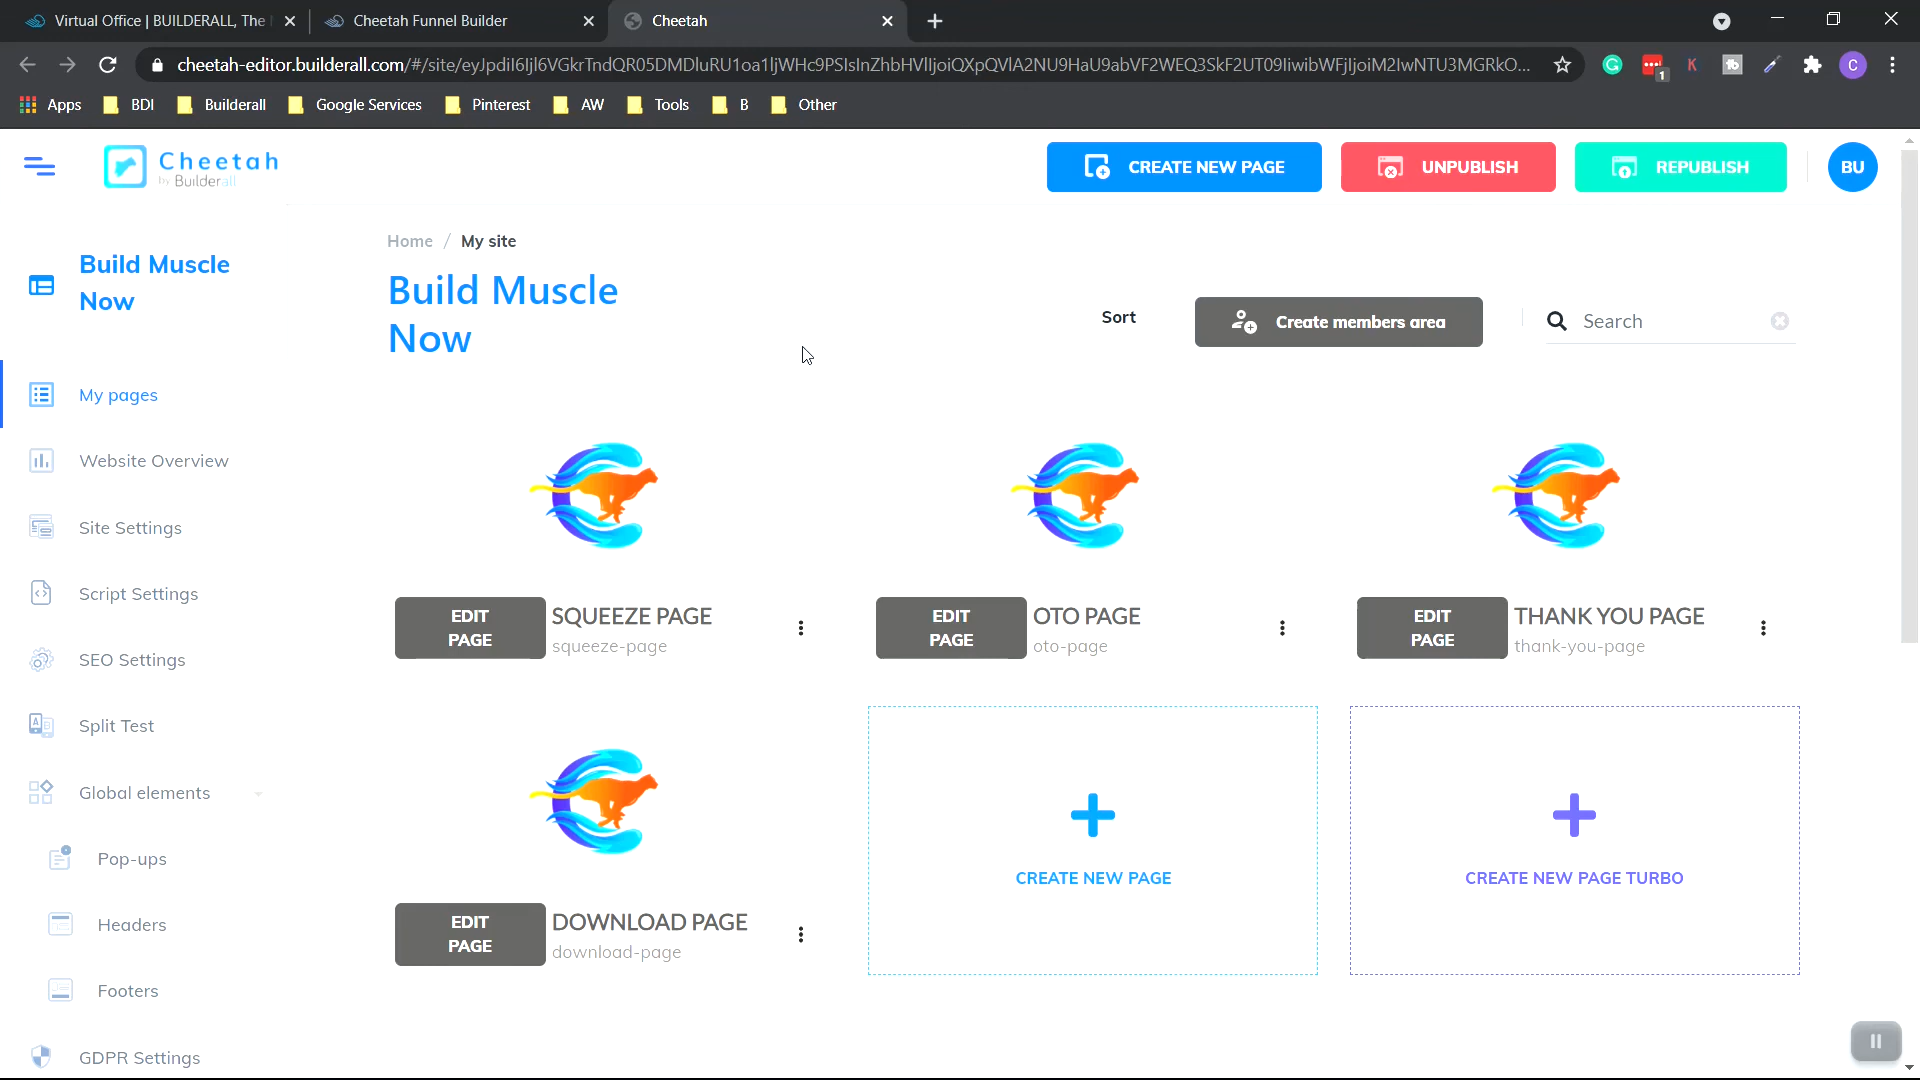 Virtual Office | BUILDERALL, The
Cheetah Funnel Builder
Cheetah
cheetah-editor.builderall.com/#/site/
Apps
BDI
Builderall
Google Services
Pinterest
AW
Tools
B
Other
1
K
C
Cheetah
by Builderall
CREATE NEW PAGE
UNPUBLISH
REPUBLISH
BU
Build Muscle
Now
Home / My site
Build Muscle
Now
Sort
Create members area
Search
My pages
Website Overview
Site Settings
Script Settings
SEO Settings
Split Test
Global elements
Pop-ups
Headers
Footers
GDPR Settings
EDIT
PAGE
SQUEEZE PAGE
squeeze-page
EDIT
PAGE
OTO PAGE
oto-page
EDIT
PAGE
THANK YOU PAGE
thank-you-page
EDIT
PAGE
DOWNLOAD PAGE
download-page
CREATE NEW PAGE
CREATE NEW PAGE TURBO